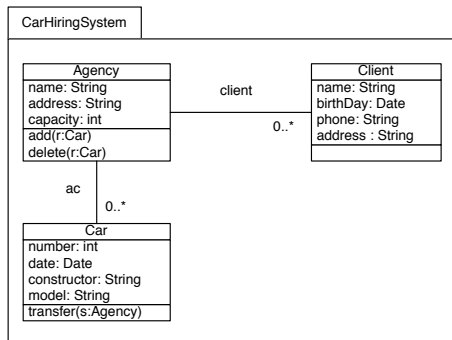 CarHiringSystem
Agency
name: String
address: String
capacity: int
add(r:Car)
delete(r:Car)
client
0..*
Client
name: String
birthDay: Date
phone: String
address : String
ac
0..*
Car
number: int
date: Date
constructor: String
model: String
transfer(s:Agency)